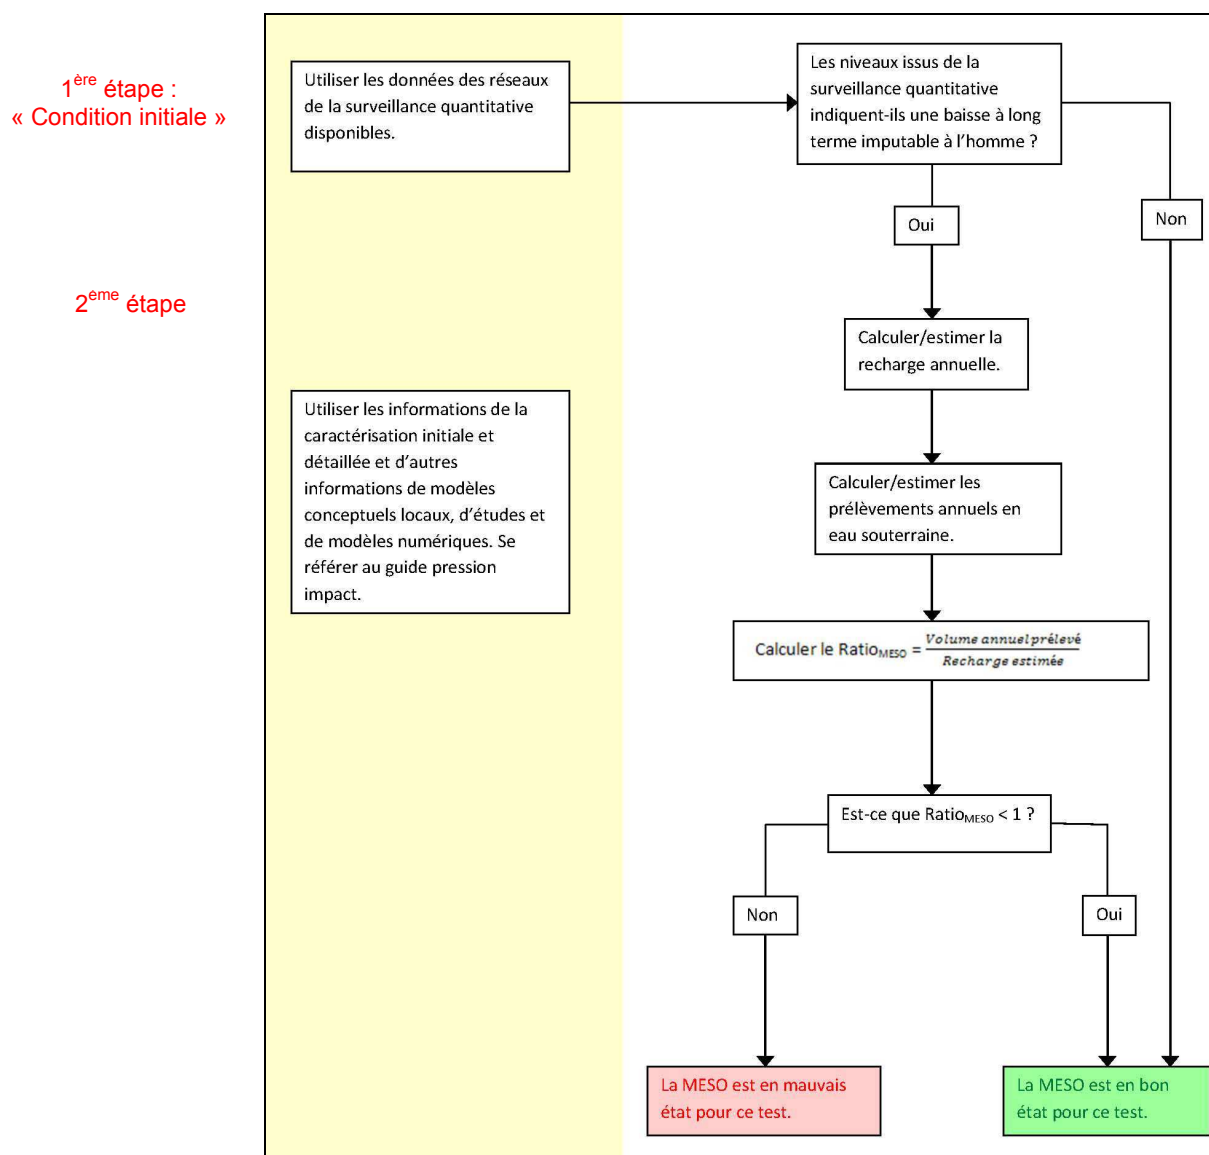 1ère étape :
« Condition initiale »
Utiliser les données des réseaux
de la surveillance quantitative
disponibles.
Les niveaux issus de la
surveillance quantitative
indiquent-ils une baisse à long
terme imputable à l'homme ?
Oui
Non
2ème étape
Calculer/estimer la
recharge annuelle.
Utiliser les informations de la
caractérisation initiale et
détaillée et d'autres
informations de modèles
conceptuels locaux, d'études et
de modèles numériques. Se
référer au guide pression
impact.
Calculer/estimer les
prélèvements annuels en
eau souterraine.
Calculer le Ratio MESO = Volume annuel prélevé / Recharge estimée
Est-ce que Ratio MESO < 1 ?
Non
Oui
La MESO est en mauvais
état pour ce test.
La MESO est en bon
état pour ce test.